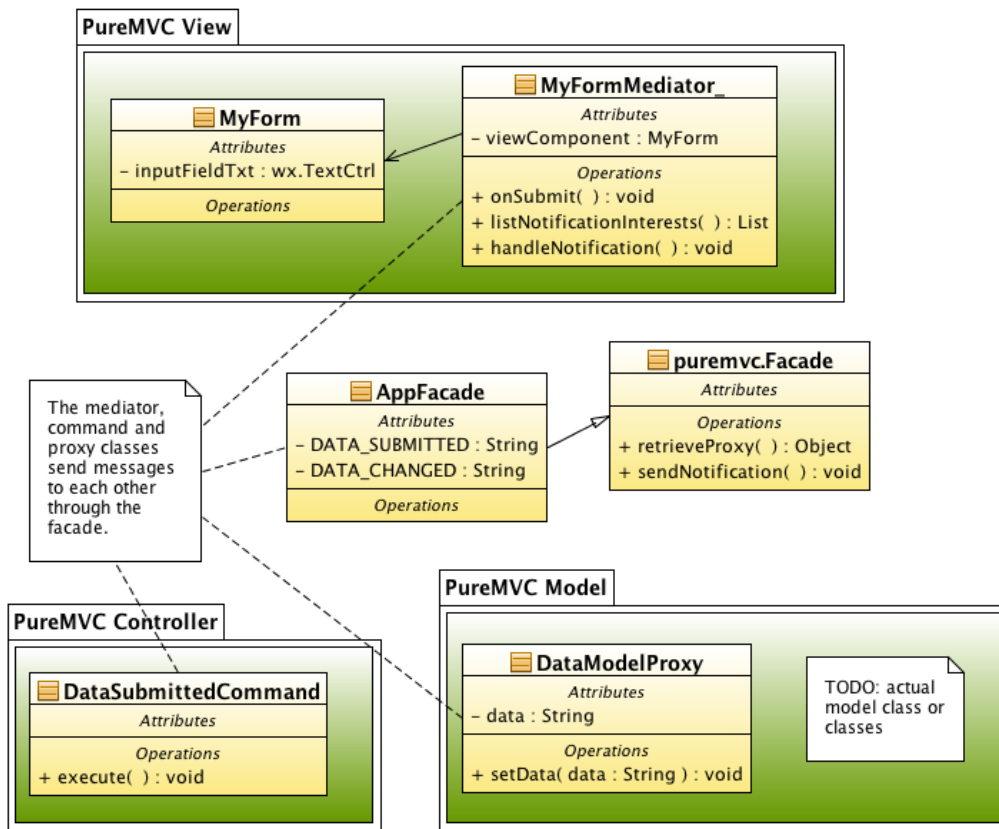 PureMVC View
MyForm
Attributes
– inputFieldTxt : wx.TextCtrl
Operations
MyFormMediator_
Attributes
– viewComponent : MyForm
Operations
+ onSubmit( ) : void
+ listNotificationInterests( ) : List
+ handleNotification( ) : void
The mediator,
command and
proxy classes
send messages
to each other
through the
facade.
AppFacade
Attributes
– DATA_SUBMITTED : String
– DATA_CHANGED : String
Operations
puremvc.Facade
Attributes
Operations
+ retrieveProxy( ) : Object
+ sendNotification( ) : void
PureMVC Controller
DataSubmittedCommand
Attributes
Operations
+ execute( ) : void
PureMVC Model
DataModelProxy
Attributes
– data : String
Operations
+ setData( data : String ) : void
TODO: actual
model class or
classes